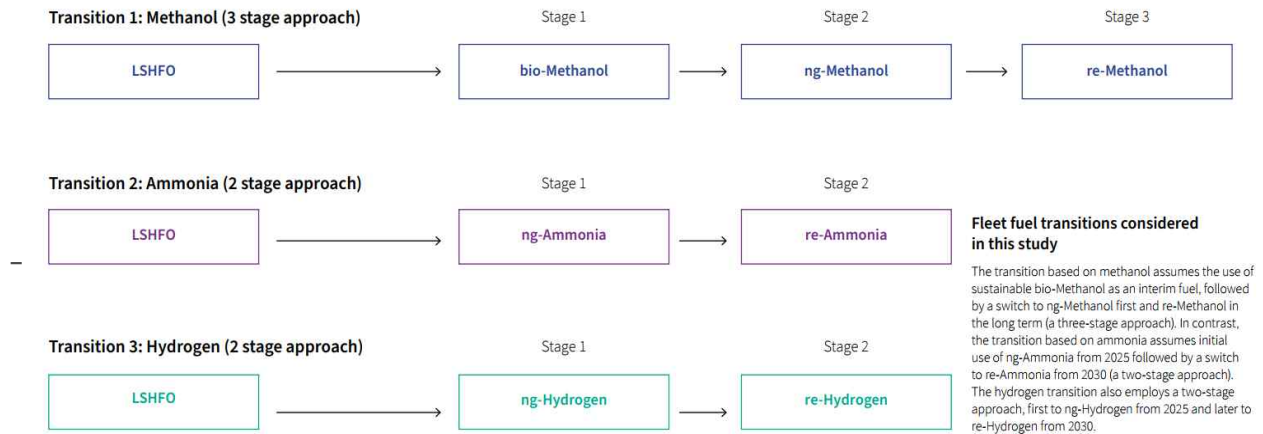 Transition 1: Methanol (3 stage approach)
Stage 1
Stage 2
Stage 3
LSHFO
bio-Methanol
ng-Methanol
re-Methanol
Transition 2: Ammonia (2 stage approach)
Stage 1
Stage 2
LSHFO
ng-Ammonia
re-Ammonia
Transition 3: Hydrogen (2 stage approach)
Stage 1
Stage 2
LSHFO
ng-Hydrogen
re-Hydrogen
Fleet fuel transitions considered
in this study
The transition based on methanol assumes the use of
sustainable bio-Methanol as an interim fuel, followed
by a switch to ng-Methanol first and re-Methanol in
the long term (a three-stage approach). In contrast,
the transition based on ammonia assumes initial
use of ng-Ammonia from 2025 followed by a switch
to re-Ammonia from 2030 (a two-stage approach).
The hydrogen transition also employs a two-stage
approach, first to ng-Hydrogen from 2025 and later to
re-Hydrogen from 2030.